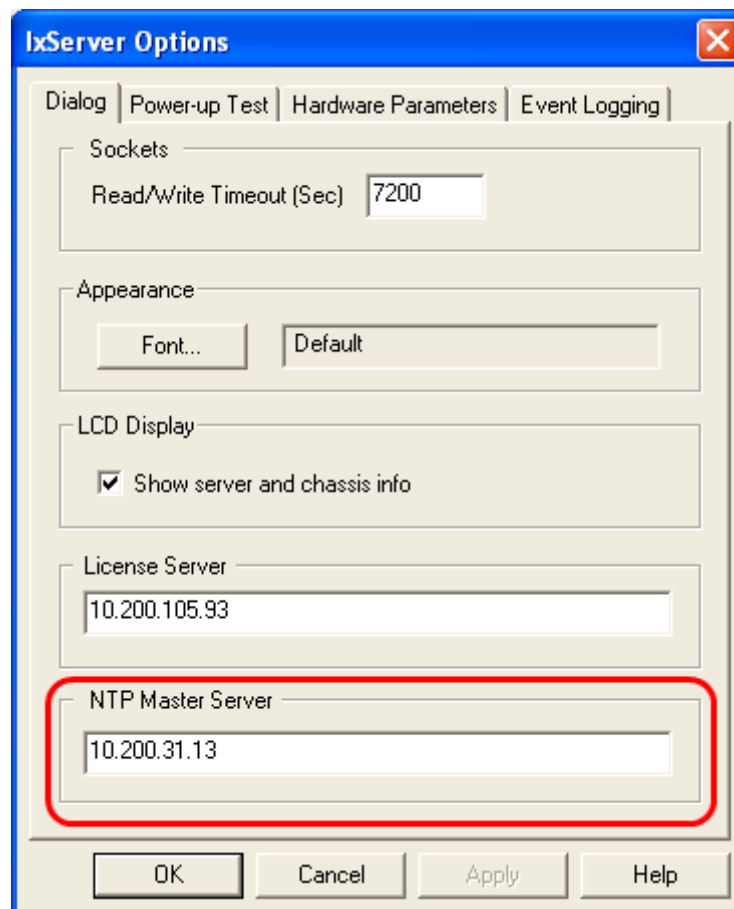 IxServer Options
Dialog Power-up Test Hardware Parameters Event Logging
Sockets
Read/Write Timeout (Sec) 7200
Appearance
Font... Default
LCD Display
Show server and chassis info
License Server
10.200.105.93
NTP Master Server
10.200.31.13
OK Cancel Apply Help